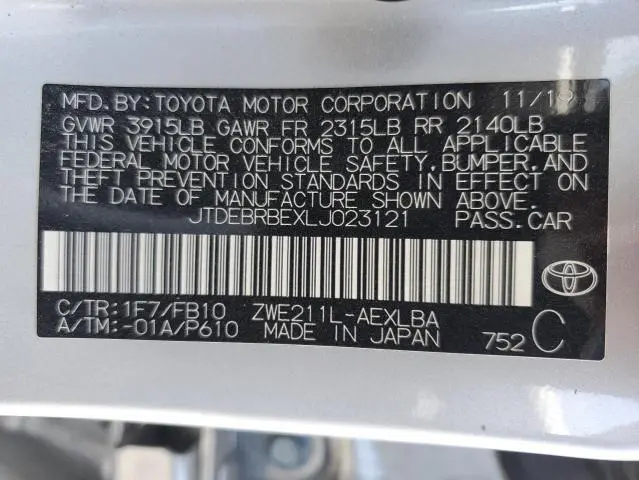 MFD. BY: TOYOTA MOTOR CORPORATION 11/19
GVWR 3915LB GAWR FR 2315LB RR 2140LB
THIS VEHICLE CONFORMS TO ALL APPLICABLE
FEDERAL MOTOR VEHICLE SAFETY, BUMPER, AND
THEFT PREVENTION STANDARDS IN EFFECT ON
THE DATE OF MANUFACTURE SHOWN ABOVE.
JTDEBRBEXLJ023121 PASS.CAR
C/TR:1F7/FB10 ZWE211L-AEXLBA
A/TM:-01A/P610 MADE IN JAPAN 752 C